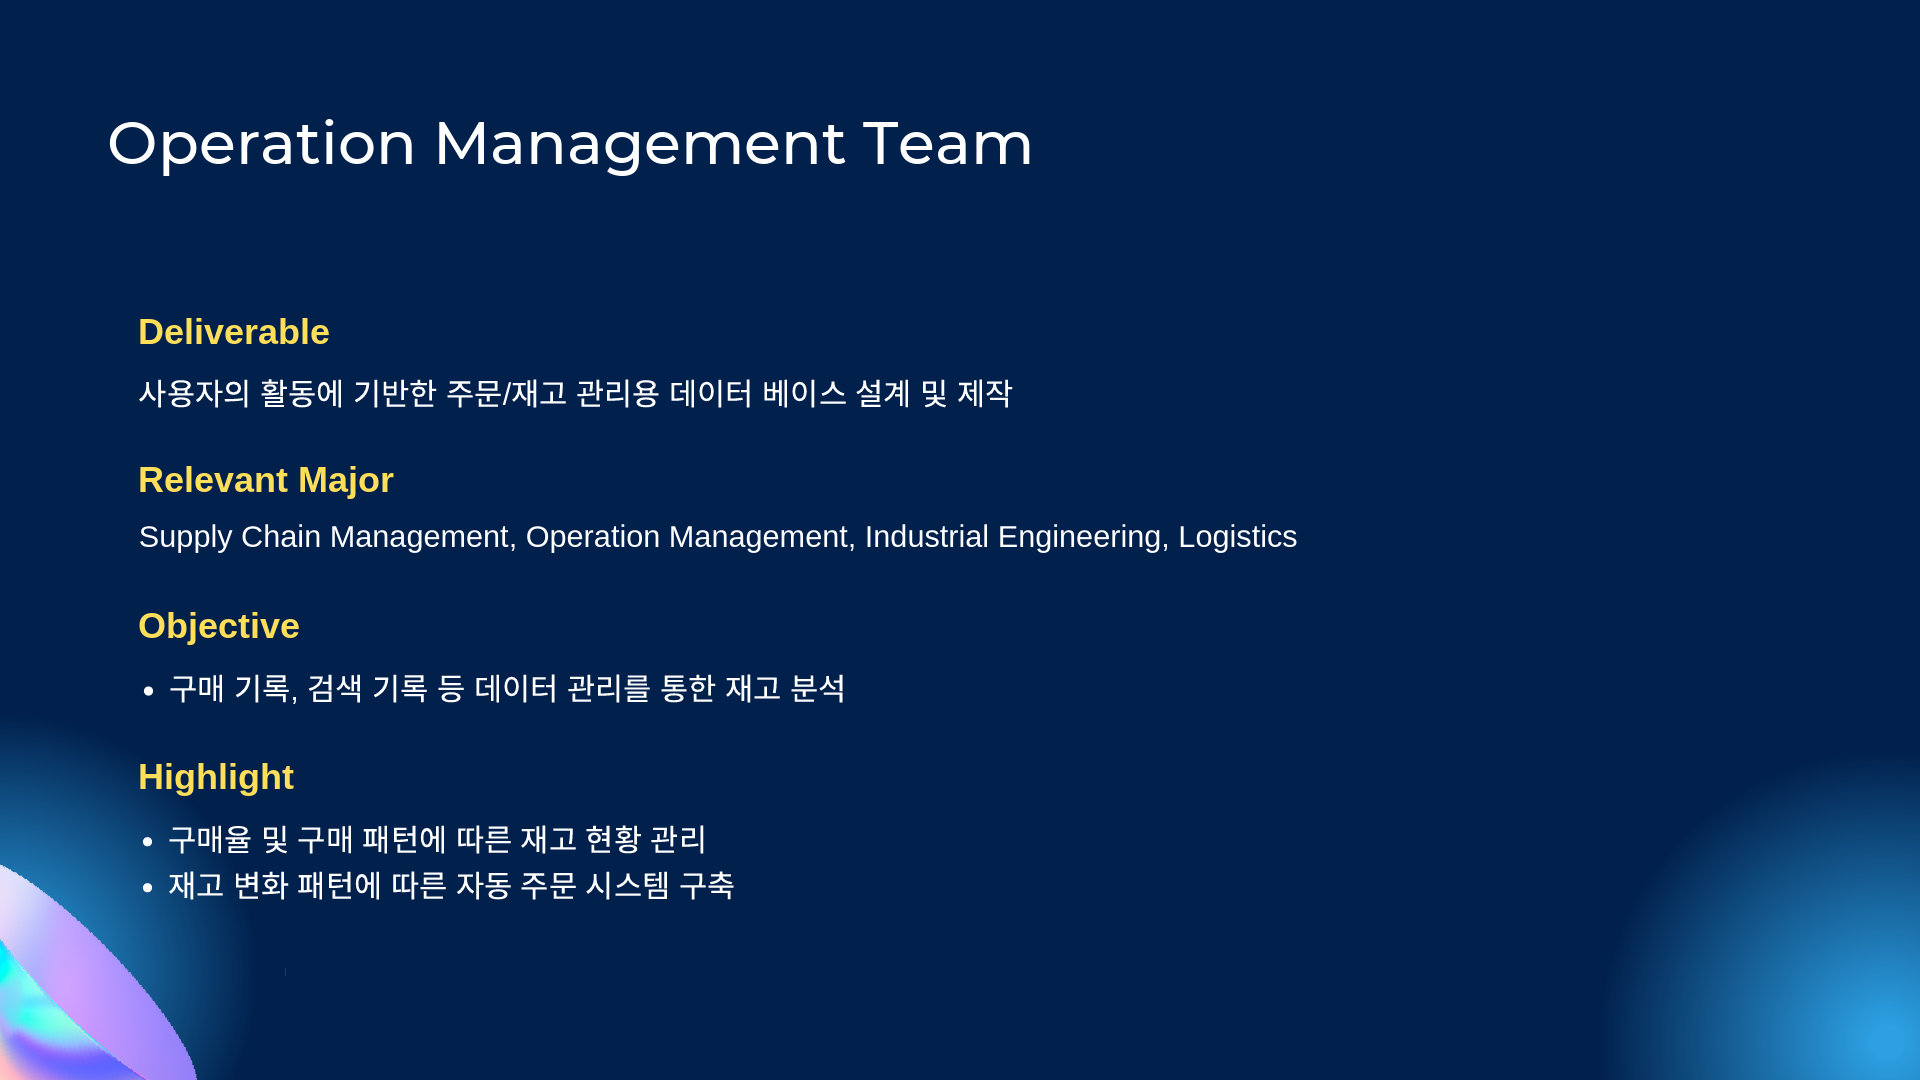 Operation Management Team
Deliverable
사용자의 활동에 기반한 주문/재고 관리용 데이터 베이스 설계 및 제작
Relevant Major
Supply Chain Management, Operation Management, Industrial Engineering, Logistics
Objective
• 구매 기록, 검색 기록 등 데이터 관리를 통한 재고 분석
Highlight
• 구매율 및 구매 패턴에 따른 재고 현황 관리
• 재고 변화 패턴에 따른 자동 주문 시스템 구축